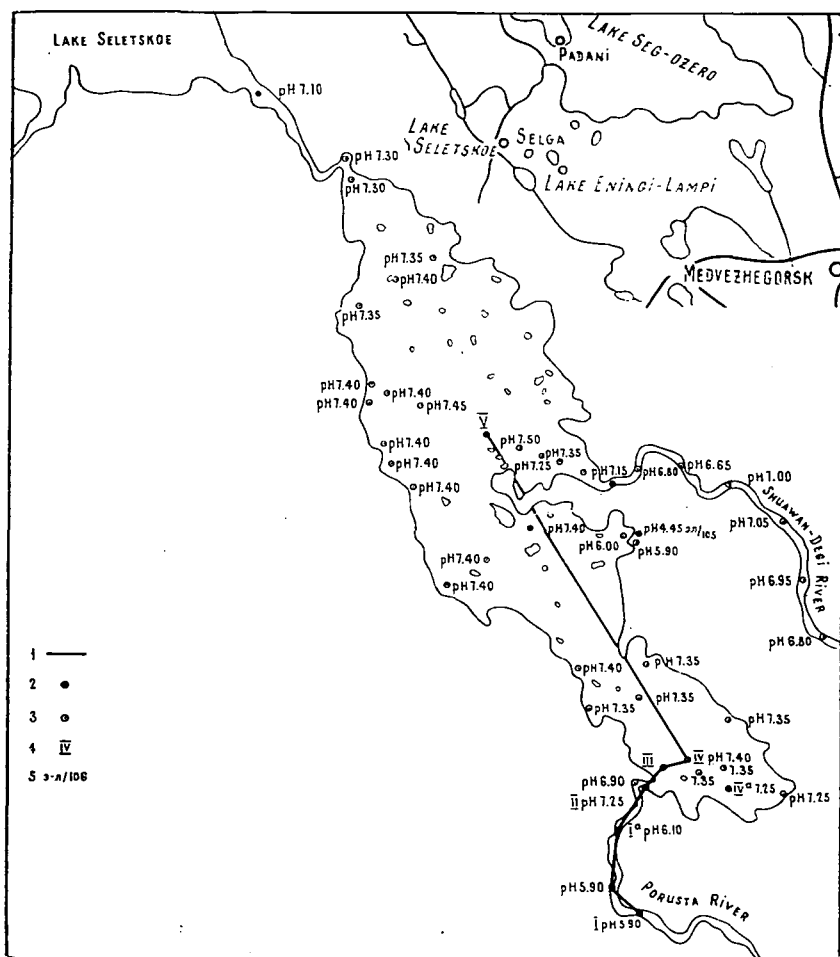 LAKE SELETSKOE
LAKE SEG-OZERO
PADANI
pH 7.10
LAKE
SELETSKOE
SELGA
pH 7.30
pH 7.30
LAKE ENINGI-LAMPI
pH 7.35
pH 7.40
MEDVEZHEGORSK
pH 7.35
pH 7.40
pH 7.40
pH 7.40
pH 7.45
V
pH 7.40
pH 7.50
pH 7.35
pH 7.40
pH 7.25
pH 7.15
pH 6.80
pH 6.65
pH 7.00
pH 7.40
SHUAWAN-DEGI RIVER
pH 7.05
pH 7.40
pH 4.45 эл/105
pH 6.00
pH 5.90
pH 7.40
pH 7.40
pH 6.95
pH 6.80
1
2
3
4 IV
5 э-л/106
pH 7.35
pH 7.40
pH 7.35
pH 7.35
pH 7.35
III
IV
pH 7.40
7.35
7.35
pH 6.90
IV
7.25
pH 7.25
II pH 7.25
I
pH 6.10
pH 5.90
PORUSTA RIVER
I pH 5.90